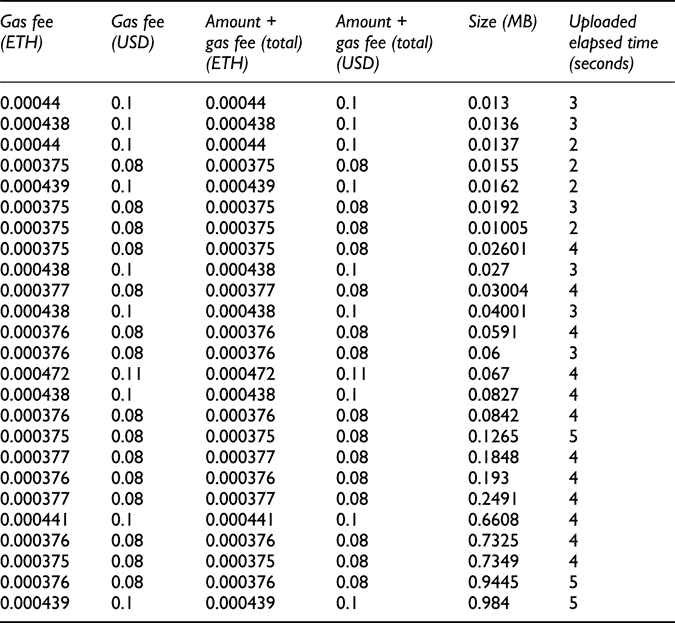 Gas fee (ETH) Gas fee (USD) Amount + gas fee (total) (ETH) Amount + gas fee (total) (USD) Size (MB) Uploaded elapsed time (seconds)
0.00044 0.1 0.00044 0.1 0.013 3
0.000438 0.1 0.000438 0.1 0.0136 3
0.00044 0.1 0.00044 0.1 0.0137 2
0.000375 0.08 0.000375 0.08 0.0155 2
0.000439 0.1 0.000439 0.1 0.0162 2
0.000375 0.08 0.000375 0.08 0.0192 3
0.000375 0.08 0.000375 0.08 0.01005 2
0.000375 0.08 0.000375 0.08 0.02601 4
0.000438 0.1 0.000438 0.1 0.027 3
0.000377 0.08 0.000377 0.08 0.03004 4
0.000438 0.1 0.000438 0.1 0.04001 3
0.000376 0.08 0.000376 0.08 0.0591 4
0.000376 0.08 0.000376 0.08 0.06 3
0.000472 0.11 0.000472 0.11 0.067 4
0.000438 0.1 0.000438 0.1 0.0827 4
0.000376 0.08 0.000376 0.08 0.0842 4
0.000375 0.08 0.000375 0.08 0.1265 5
0.000377 0.08 0.000377 0.08 0.1848 4
0.000376 0.08 0.000376 0.08 0.193 4
0.000377 0.08 0.000377 0.08 0.2491 4
0.000441 0.1 0.000441 0.1 0.6608 4
0.000376 0.08 0.000376 0.08 0.7325 4
0.000375 0.08 0.000375 0.08 0.7349 4
0.000376 0.08 0.000376 0.08 0.9445 5
0.000439 0.1 0.000439 0.1 0.984 5